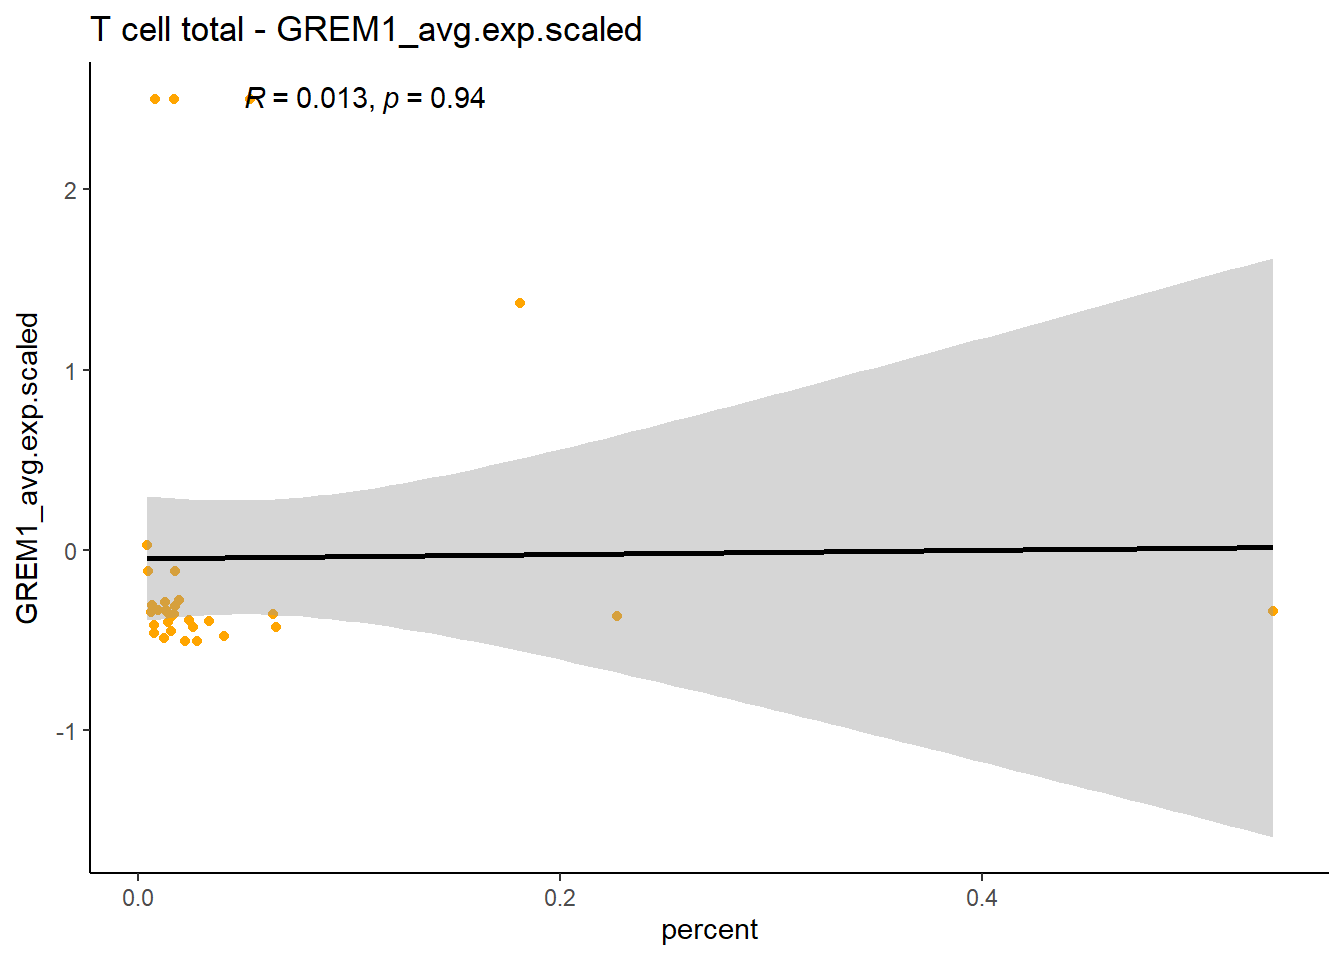 T cell total - GREM1_avg.exp.scaled
R = 0.013, p = 0.94
2
1
0
-1
GREM1_avg.exp.scaled
0.0 0.2 0.4
percent